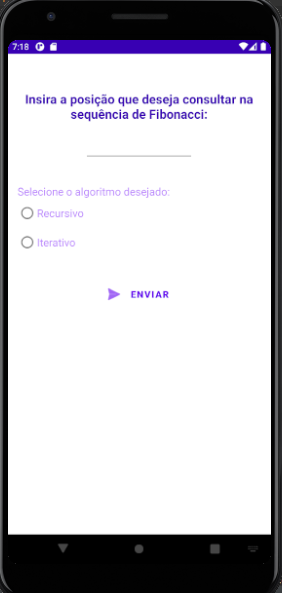 7:18
Insira a posição que deseja consultar na
sequência de Fibonacci:
Selecione o algoritmo desejado:
Recursivo
Iterativo
ENVIAR